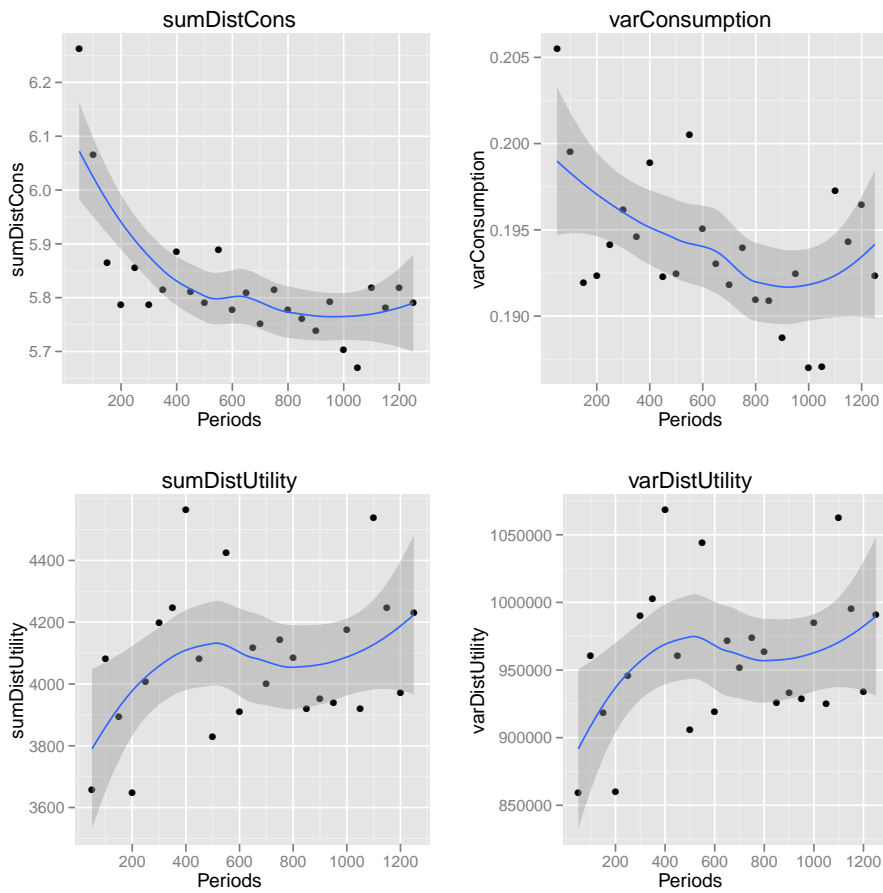 sumDistCons
sumDistCons
6.2
6.1
6.0
5.9
5.8
5.7
200 400 600 800 1000 1200
Periods
varConsumption
varConsumption
0.205
0.200
0.195
0.190
200 400 600 800 1000 1200
Periods
sumDistUtility
sumDistUtility
4400
4200
4000
3800
3600
200 400 600 800 1000 1200
Periods
varDistUtility
varDistUtility
1050000
1000000
950000
900000
850000
200 400 600 800 1000 1200
Periods